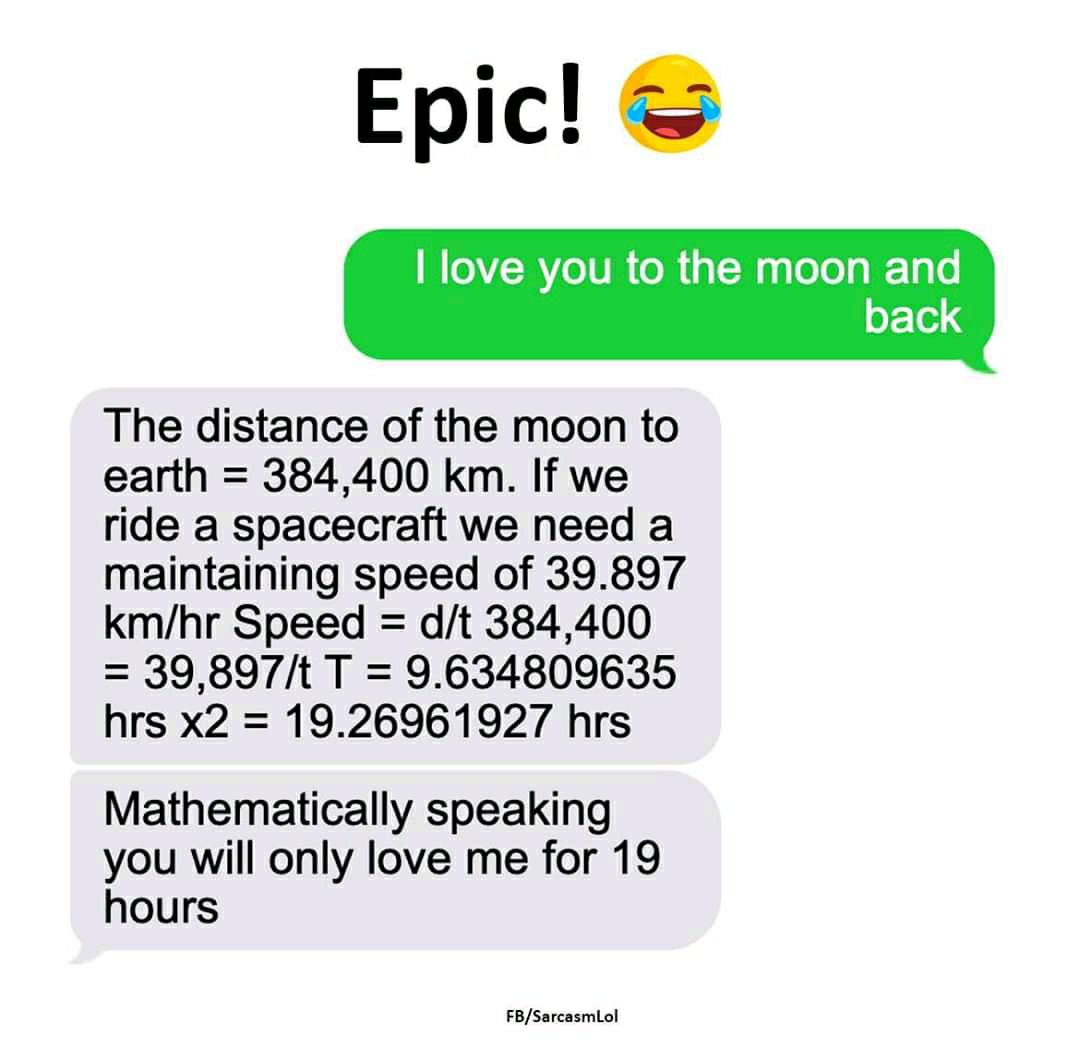 Epic! 😂
I love you to the moon and
back
The distance of the moon to
earth = 384,400 km. If we
ride a spacecraft we need a
maintaining speed of 39.897
km/hr Speed = d/t 384,400
= 39,897/t T = 9.634809635
hrs x2 = 19.26961927 hrs
Mathematically speaking
you will only love me for 19
hours
FB/SarcasmLol